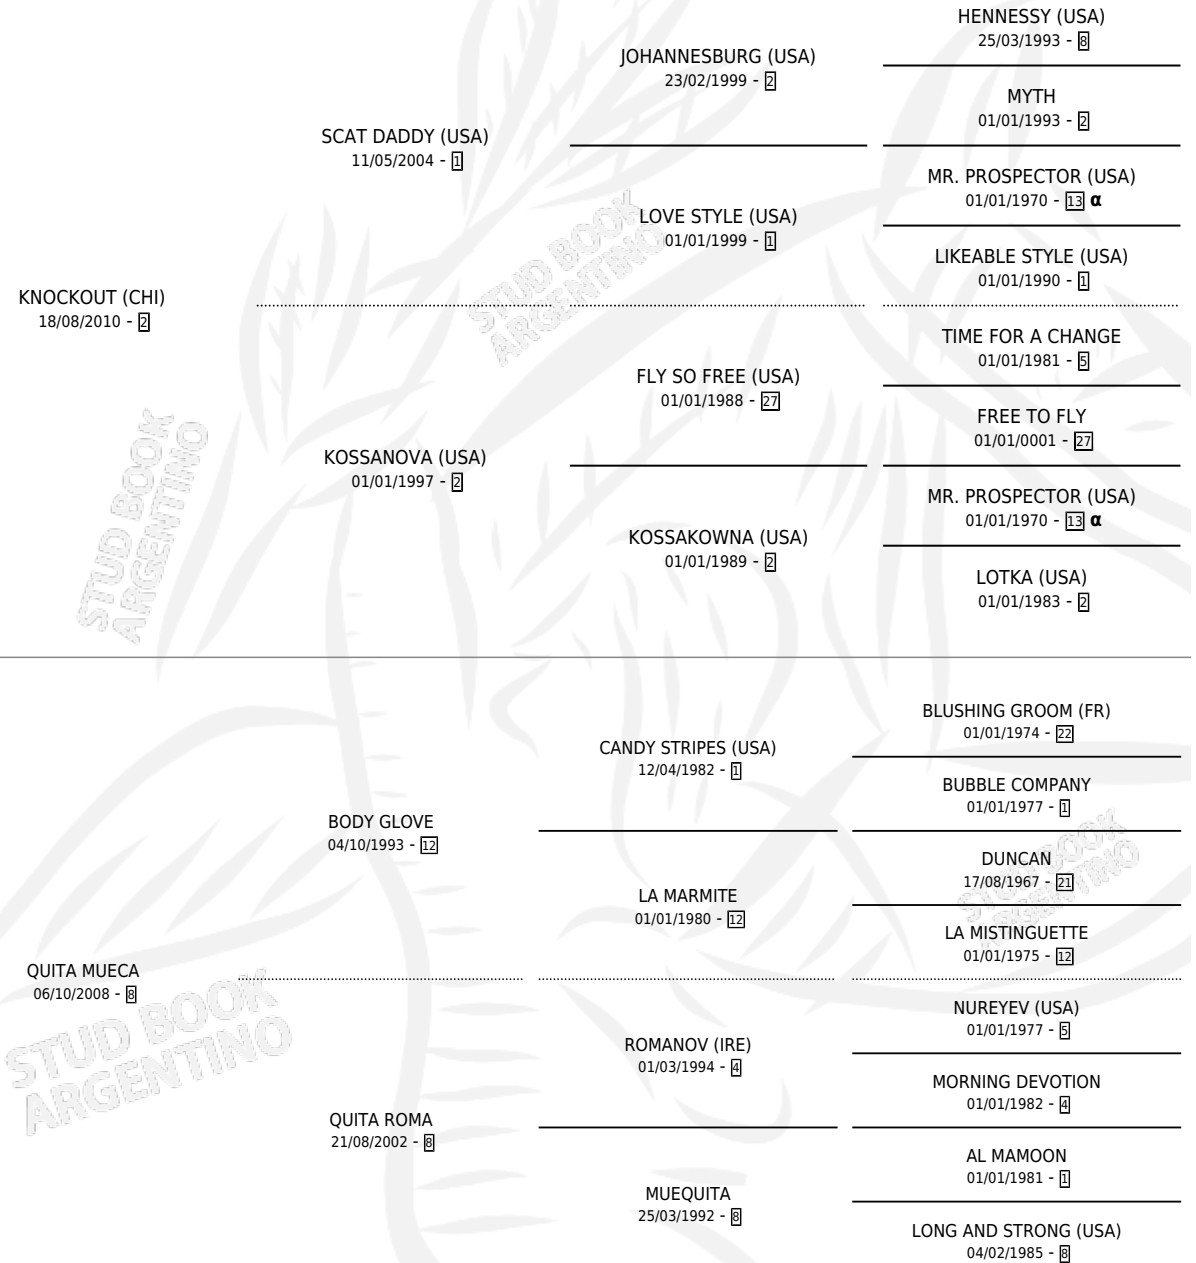 HENNESSY (USA)
25/03/1993 - 8
JOHANNESBURG (USA)
23/02/1999 - 2
MYTH
01/01/1993 - 2
SCAT DADDY (USA)
11/05/2004 - 1
MR. PROSPECTOR (USA)
01/01/1970 - 13 α
LOVE STYLE (USA)
01/01/1999 - 1
LIKEABLE STYLE (USA)
01/01/1990 - 1
KNOCKOUT (CHI)
18/08/2010 - 2
TIME FOR A CHANGE
01/01/1981 - 5
FLY SO FREE (USA)
01/01/1988 - 27
FREE TO FLY
01/01/0001 - 27
KOSSANOVA (USA)
01/01/1997 - 2
MR. PROSPECTOR (USA)
01/01/1970 - 13 α
KOSSAKOWNA (USA)
01/01/1989 - 2
LOTKA (USA)
01/01/1983 - 2
BLUSHING GROOM (FR)
01/01/1974 - 22
CANDY STRIPES (USA)
12/04/1982 - 1
BUBBLE COMPANY
01/01/1977 - 1
BODY GLOVE
04/10/1993 - 12
DUNCAN
17/08/1967 - 21
LA MARMITE
01/01/1980 - 12
LA MISTINGUETTE
01/01/1975 - 12
QUITA MUECA
06/10/2008 - 8
NUREYEV (USA)
01/01/1977 - 5
ROMANOV (IRE)
01/03/1994 - 4
MORNING DEVOTION
01/01/1982 - 4
QUITA ROMA
21/08/2002 - 8
AL MAMOON
01/01/1981 - 1
MUEQUITA
25/03/1992 - 8
LONG AND STRONG (USA)
04/02/1985 - 8
STUD BOOK
ARGENTINO
STUD BOOK
ARGENTINO
STUD BOOK
ARGENTINO
STUD BOOK
ARGENTINO